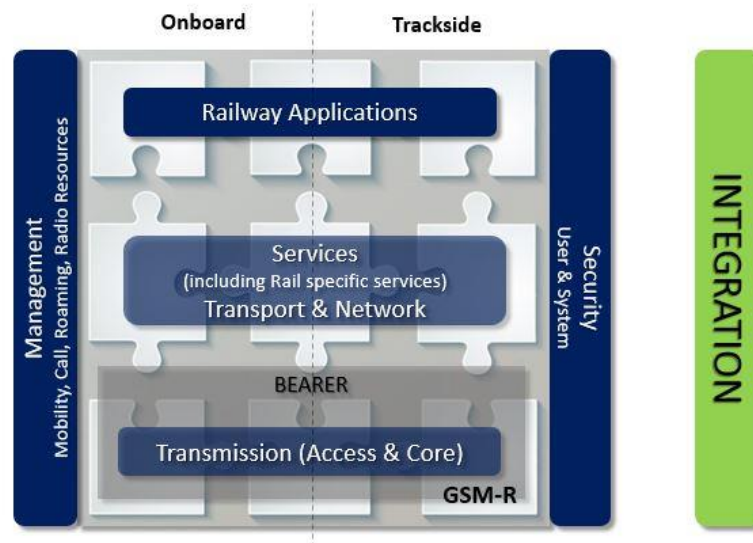 Onboard
Trackside
Management
Mobility, Call, Roaming, Radio Resources
Railway Applications
Services
(including Rail specific services)
Transport & Network
BEARER
Transmission (Access & Core)
GSM-R
Security
User & System
INTEGRATION